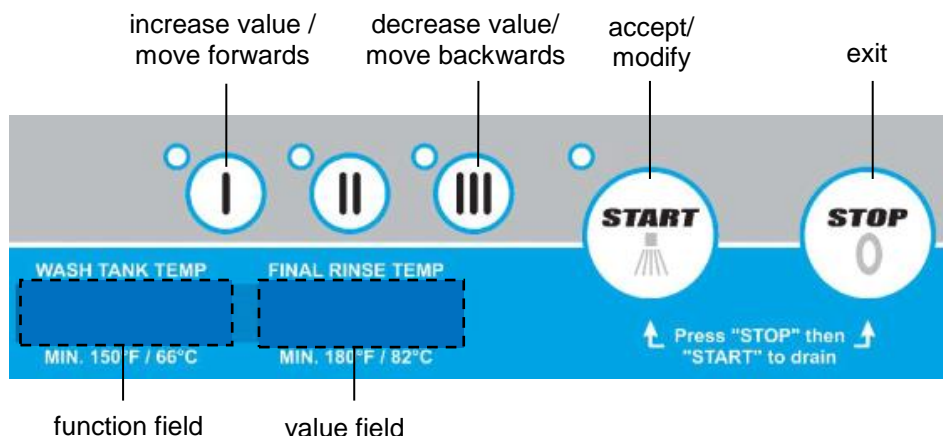 increase value /
move forwards
decrease value/
move backwards
accept/
modify
exit
I
II
III
START
STOP
0
WASH TANK TEMP
FINAL RINSE TEMP
MIN. 150°F / 66°C
MIN. 180°F / 82°C
Press "STOP" then
"START" to drain
function field
value field